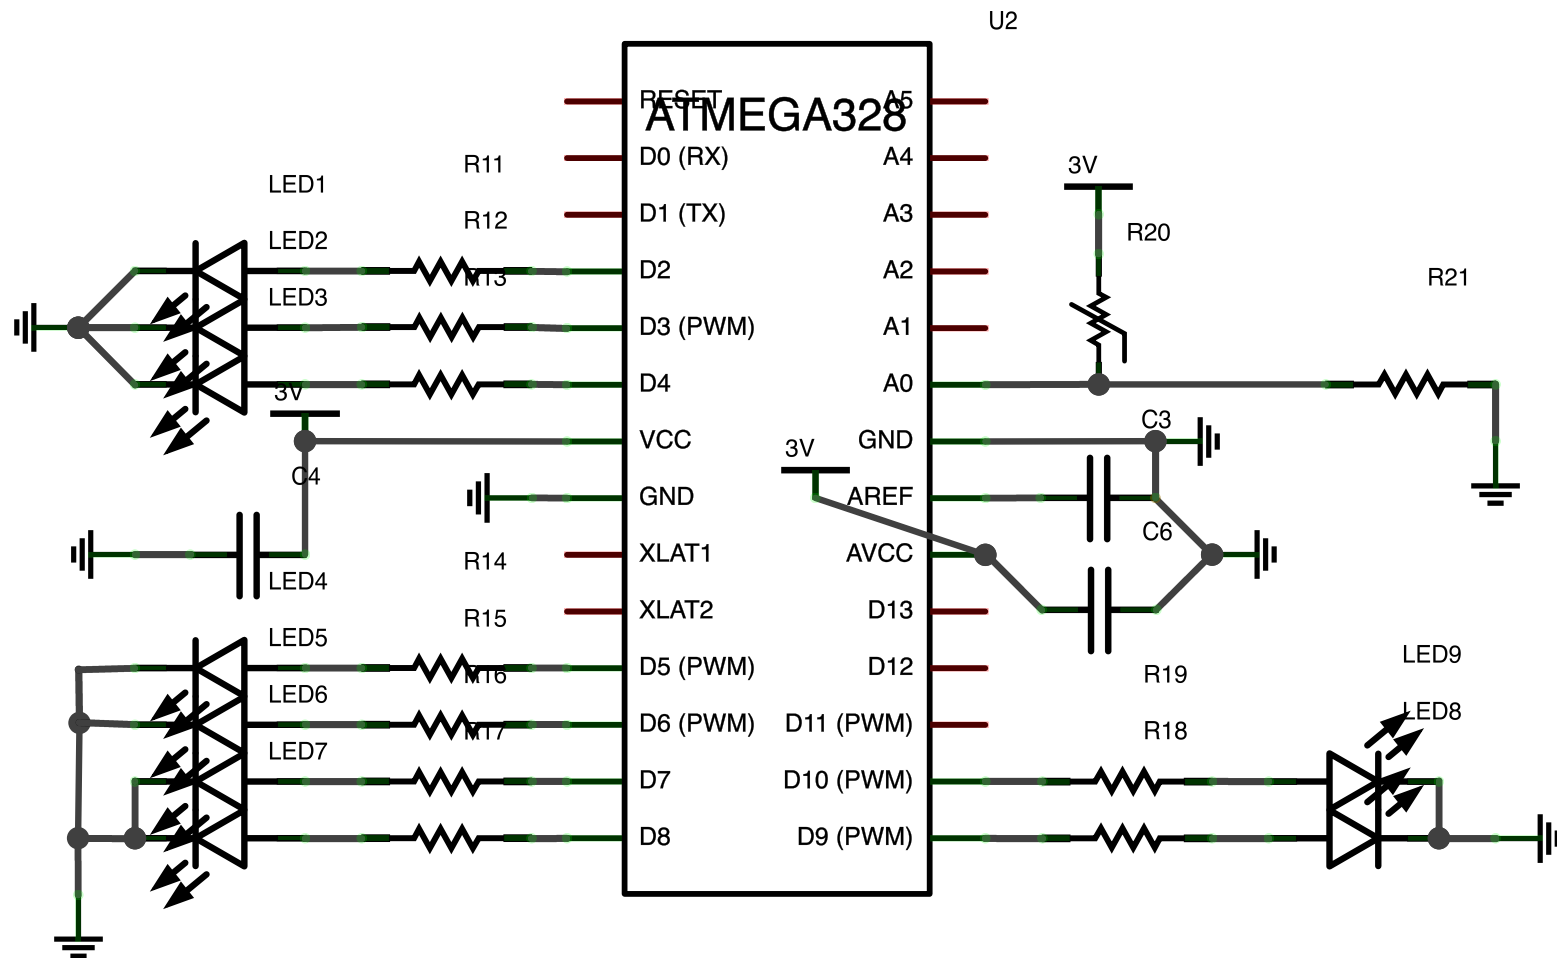 U2
RESET
A5
ATMEGA328
R11
D0 (RX)
A4
3V
LED1
R12
D1 (TX)
A3
R20
LED2
R13
D2
A2
R21
LED3
D3 (PWM)
A1
3V
D4
A0
C3
C4
VCC
GND
3V
GND
AREF
C6
R14
XLAT1
AVCC
LED4
R15
XLAT2
D13
LED5
R16
D5 (PWM)
D12
R19
LED9
LED6
R17
D6 (PWM)
D11 (PWM)
R18
LED8
LED7
D7
D10 (PWM)
D8
D9 (PWM)